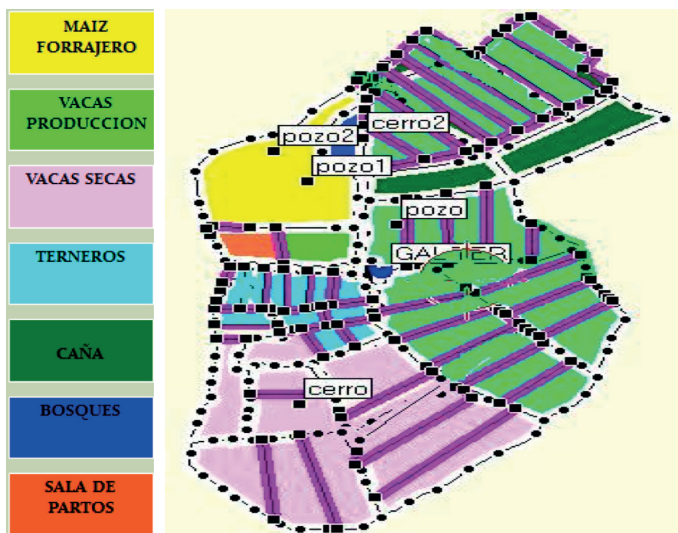 MAIZ
FORRAJERO
VACAS
PRODUCCION
VACAS SECAS
TERNEROS
CAÑA
BOSQUES
SALA DE
PARTOS
cerro2
pozo2
pozo1
pozo
cerro